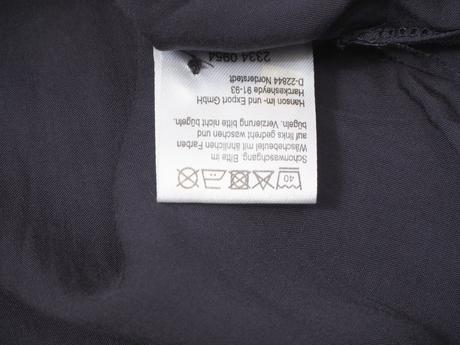 40
Schonwaschgang. Bitte im
Wäschebeutel mit ähnlichen Farben
auf links gedreht waschen und
bügeln. Verzierung bitte nicht bügeln.
Hanson Im- und Export GmbH
Harckesheyde 91-93
D-22844 Norderstedt
2334 0954